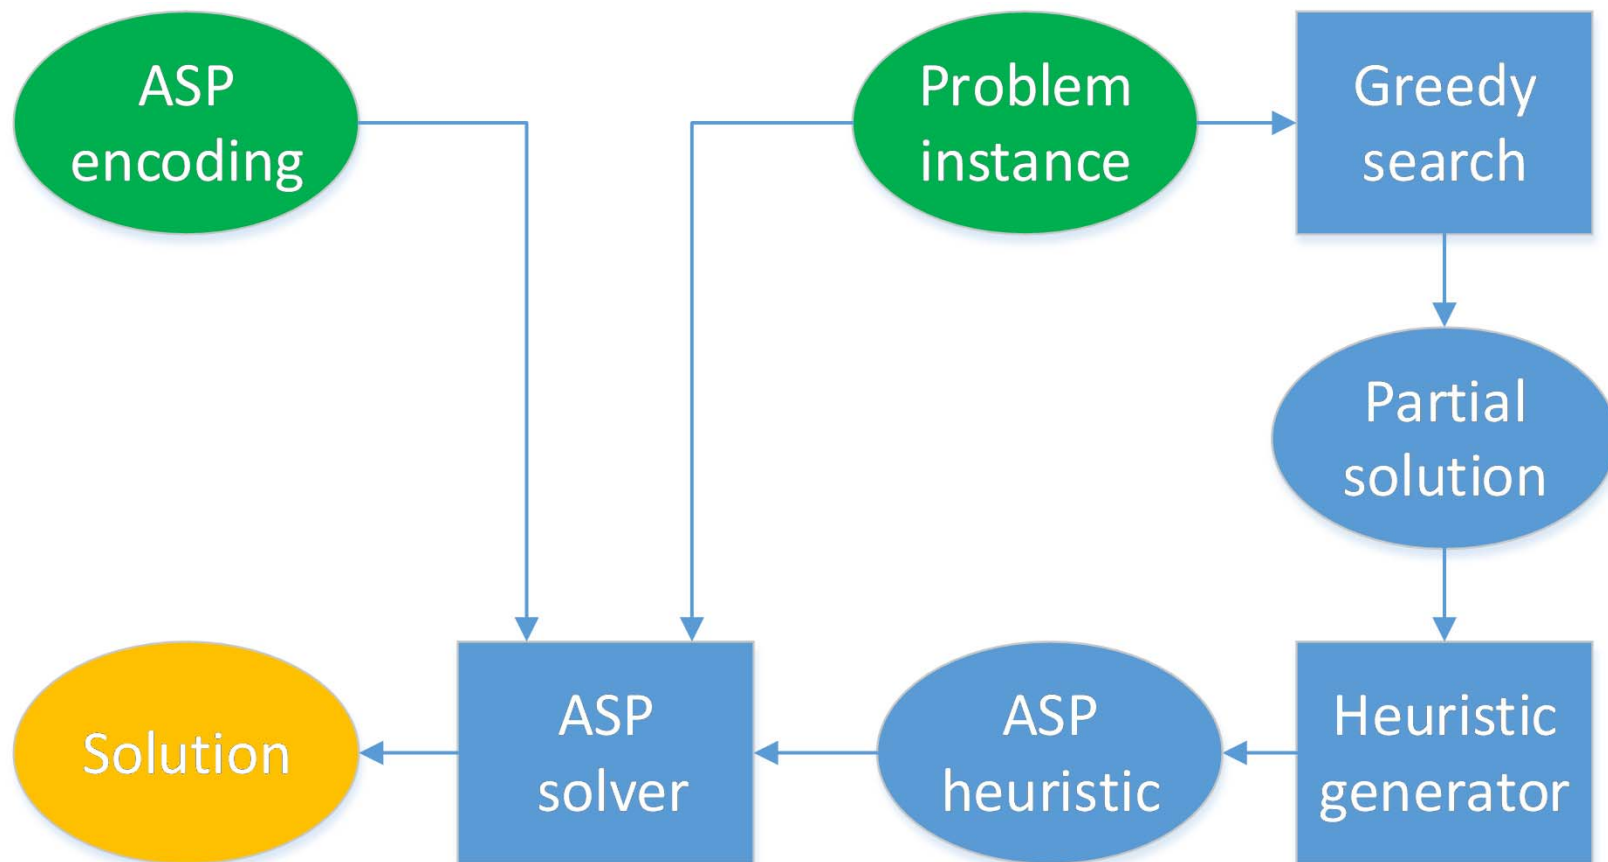 ASP
encoding
Problem
instance
Greedy
search
Partial
solution
Solution
ASP
solver
ASP
heuristic
Heuristic
generator